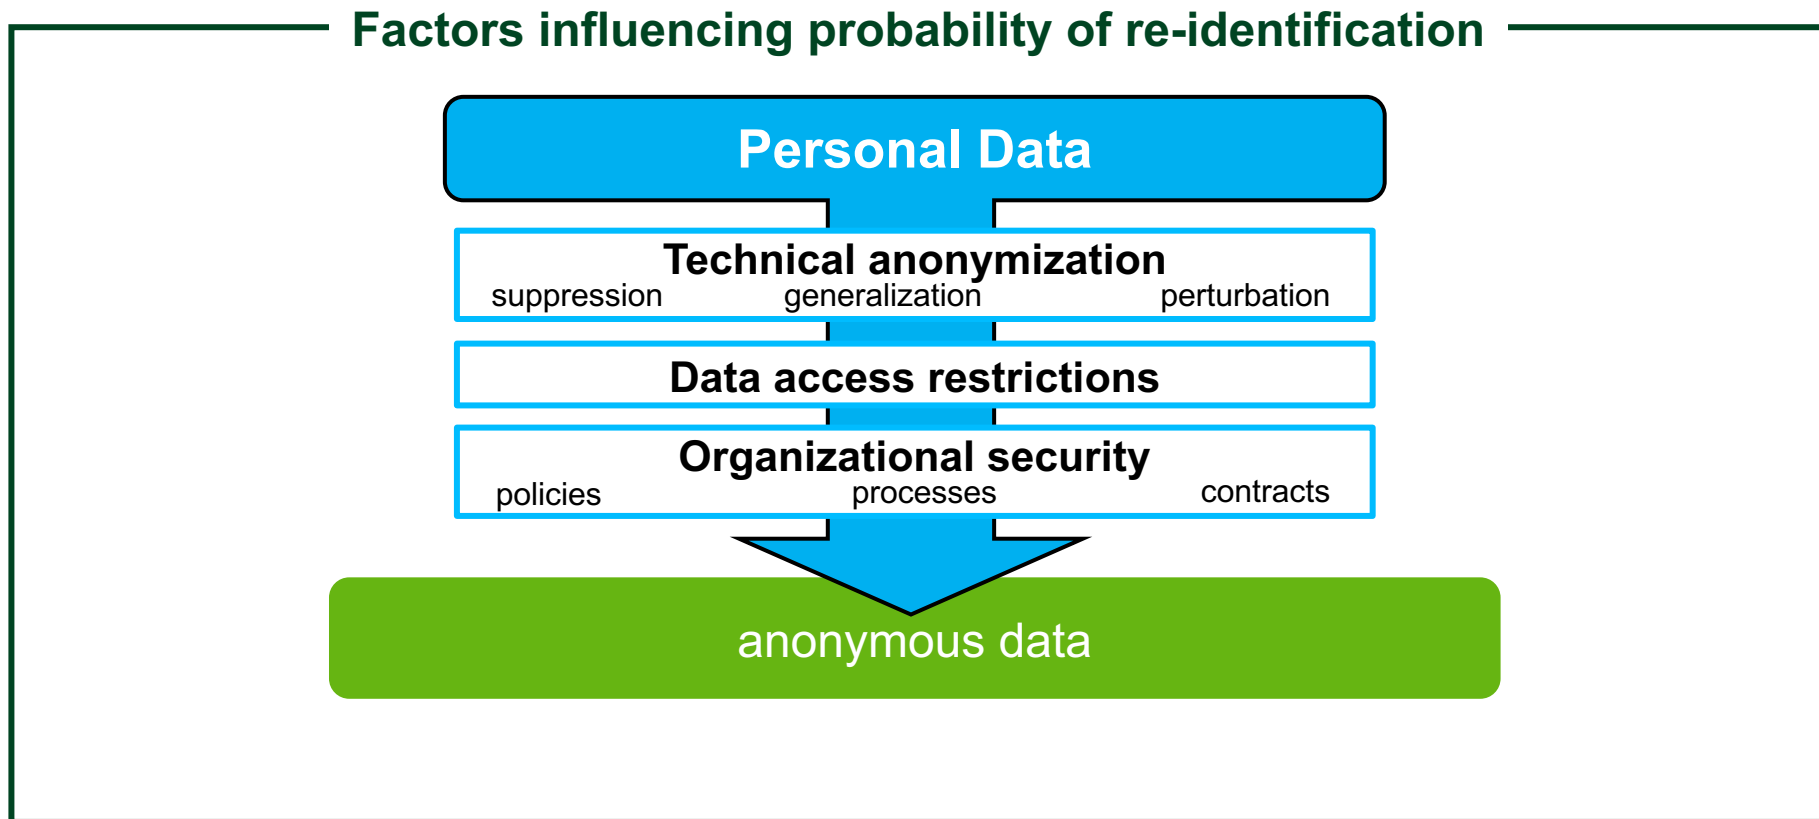 Factors influencing probability of re-identification
Personal Data
Technical anonymization
suppression generalization perturbation
Data access restrictions
Organizational security
policies processes contracts
anonymous data